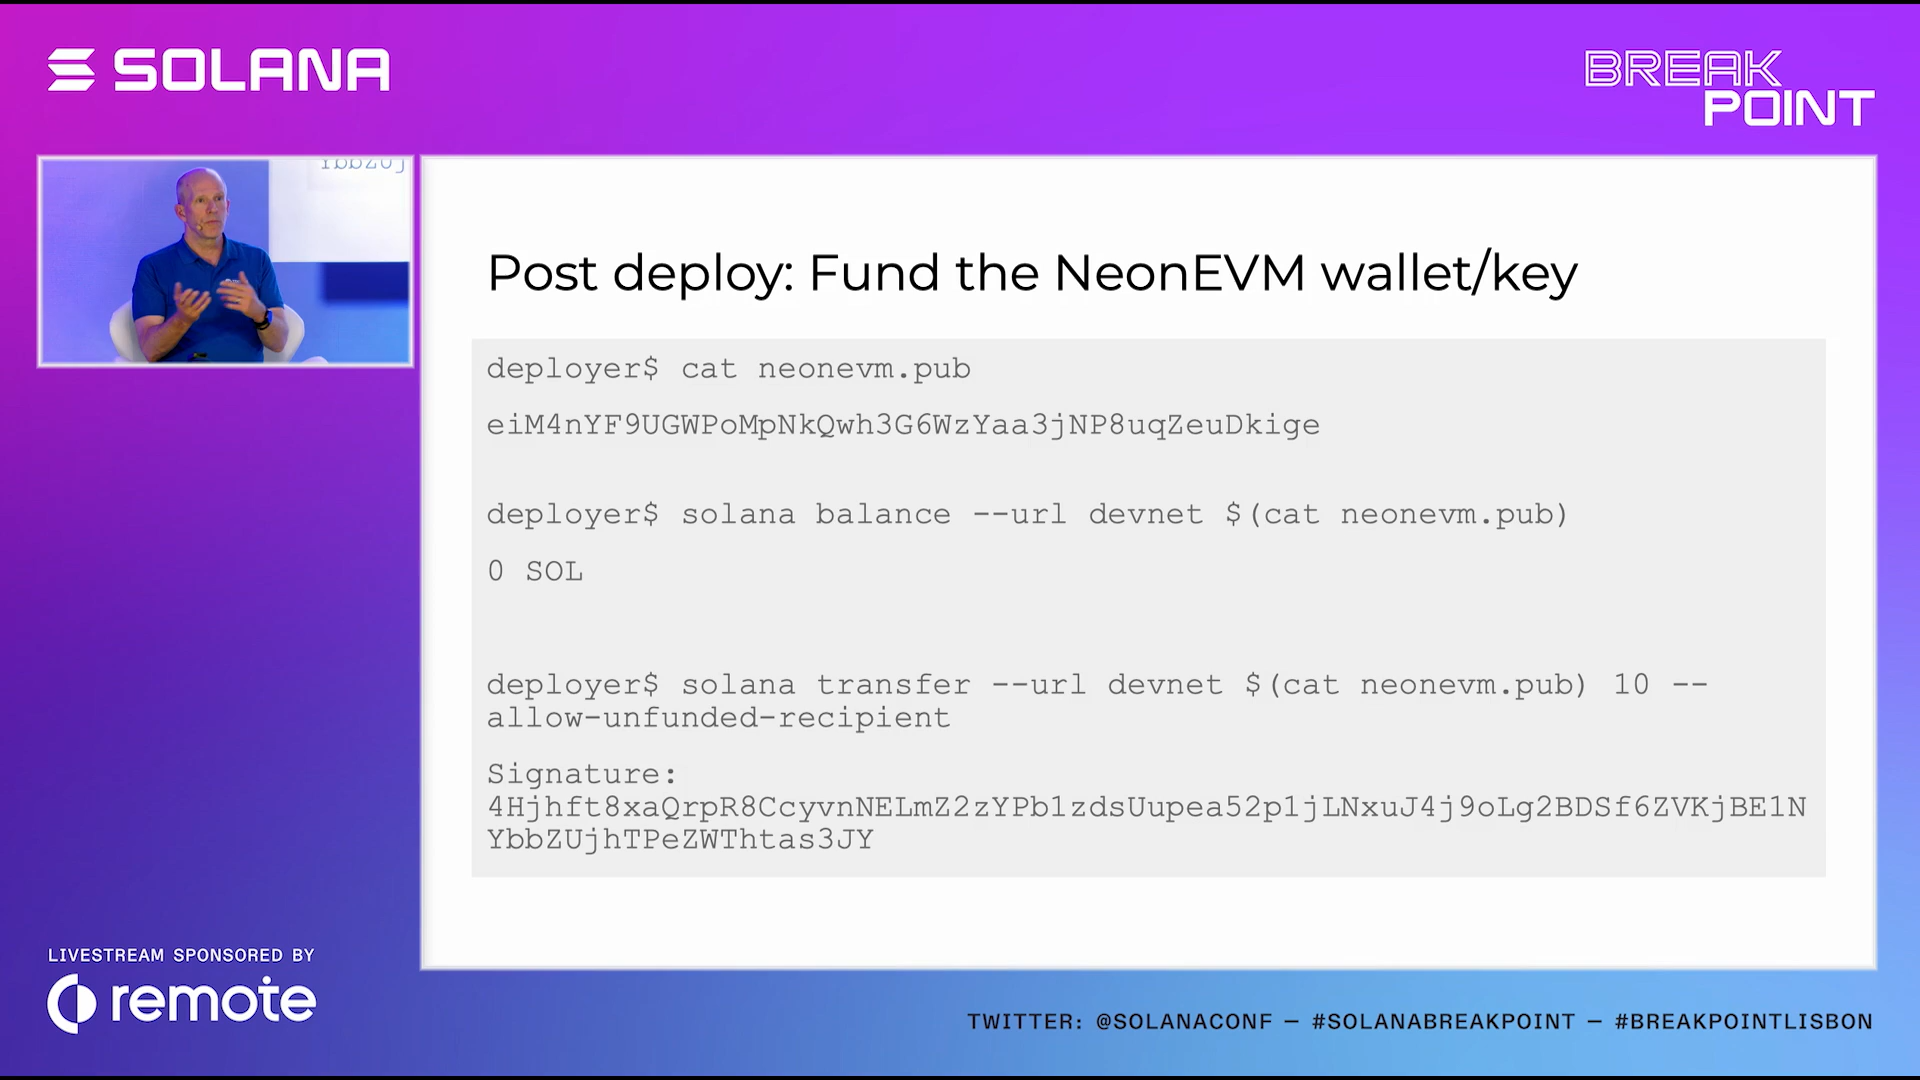 SOLANA
BREAK
POINT
YbbZUj
Post deploy: Fund the NeonEVM wallet/key
deployer$ cat neonevm.pub
eiM4nYF9UGWPoMpNkQwh3G6WzYaa3jNP8uqZeuDkige
deployer$ solana balance --url devnet $(cat neonevm.pub)
0 SOL
deployer$ solana transfer --url devnet $(cat neonevm.pub) 10 --
allow-unfunded-recipient
Signature:
4Hjhft8xaQrpR8CcyvnNELmZ2zYPb1zdsUupea52p1jLNxuJ4j9oLg2BDSf6ZVKjBE1N
YbbZUjhTPeZWThtas3JY
LIVESTREAM SPONSORED BY
remote
TWITTER: @SOLANACONF – #SOLANABREAKPOINT – #BREAKPOINTLISBON